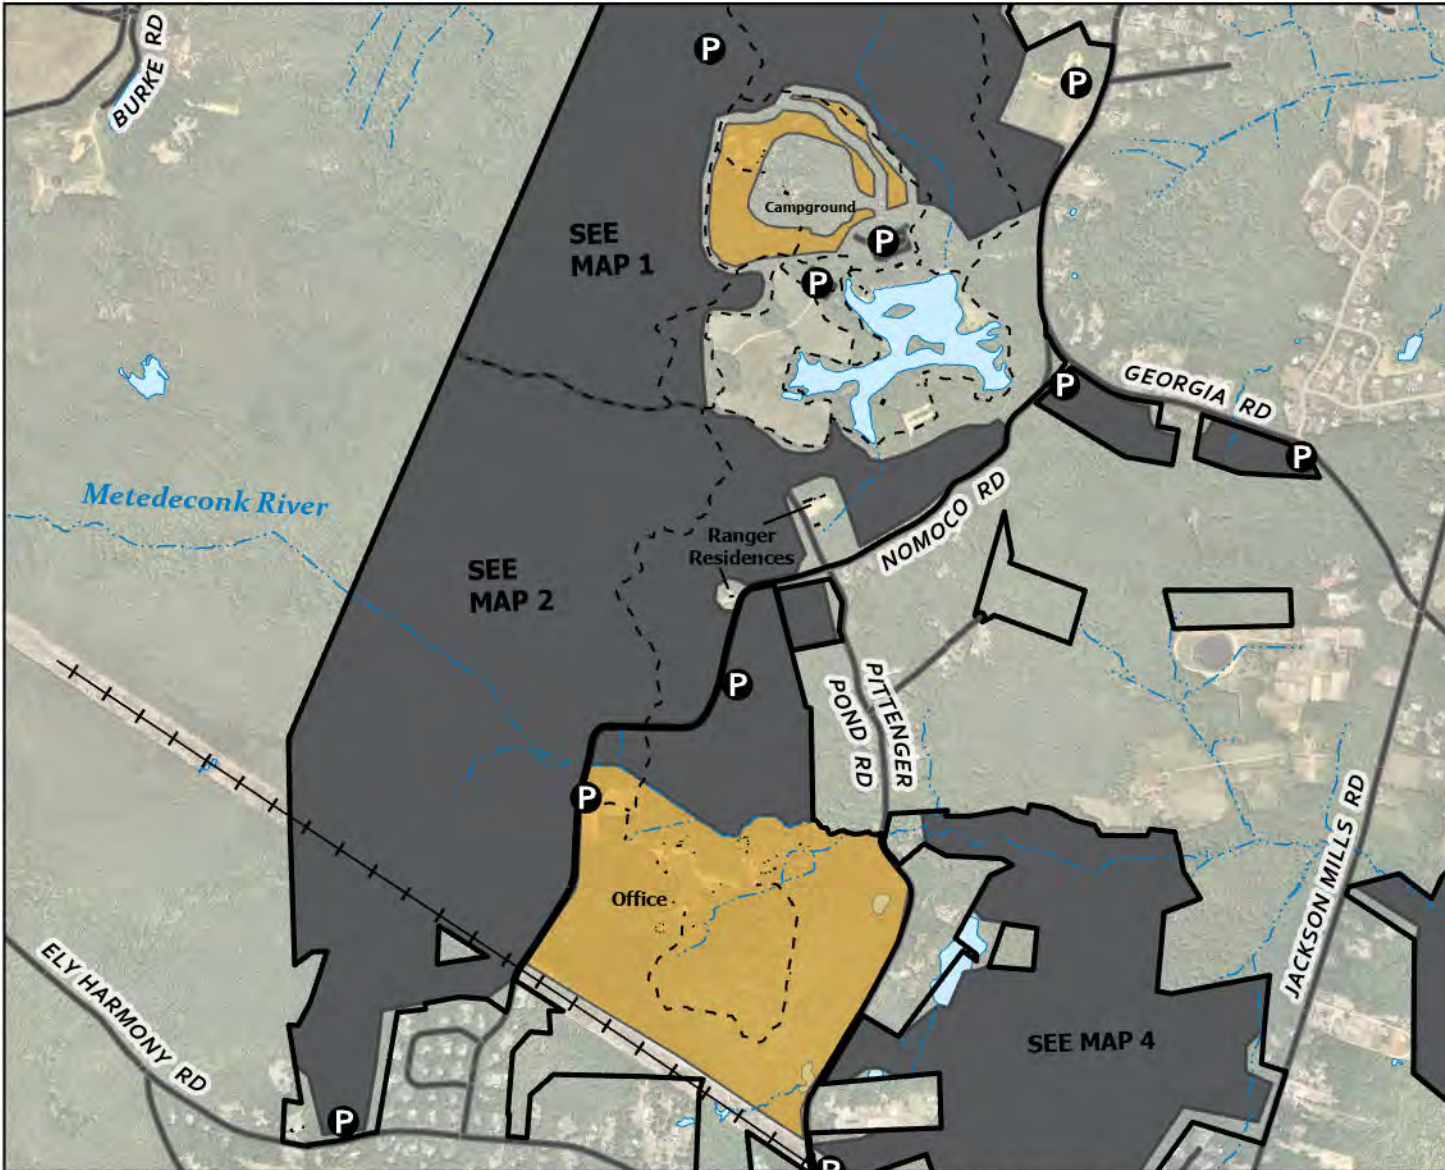 BURKE RD
P
P
Campground
SEE
MAP 1
P
P
P
GEORGIA RD
P
Metedeconk River
NOMOCO RD
Ranger
Residences
SEE
MAP 2
P
PITTENGER
POND RD
P
Office
JACKSON MILLS RD
ELY HARMONY RD
SEE MAP 4
P
P